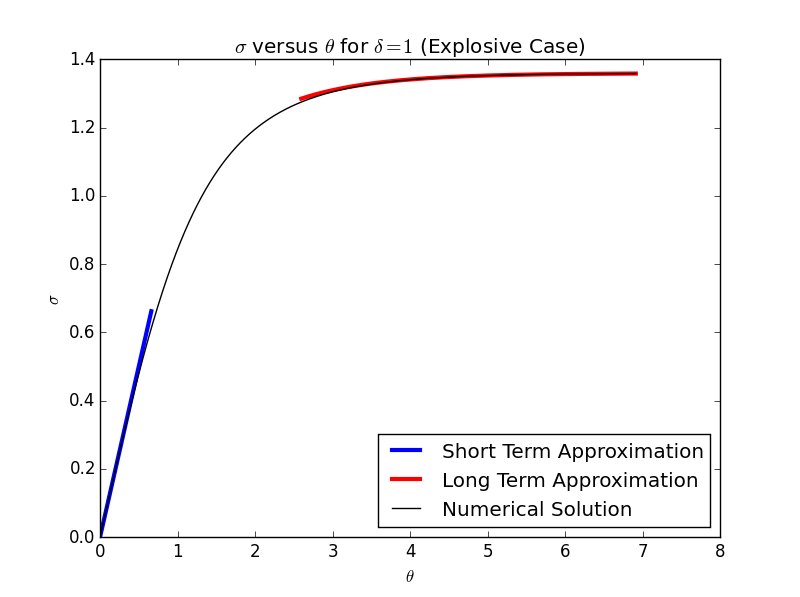 σ versus θ for δ=1 (Explosive Case)
1.4
1.2
1.0
0.8
0.6
0.4
0.2
0.0
σ
Short Term Approximation
Long Term Approximation
Numerical Solution
0 1 2 3 4 5 6 7 8
θ